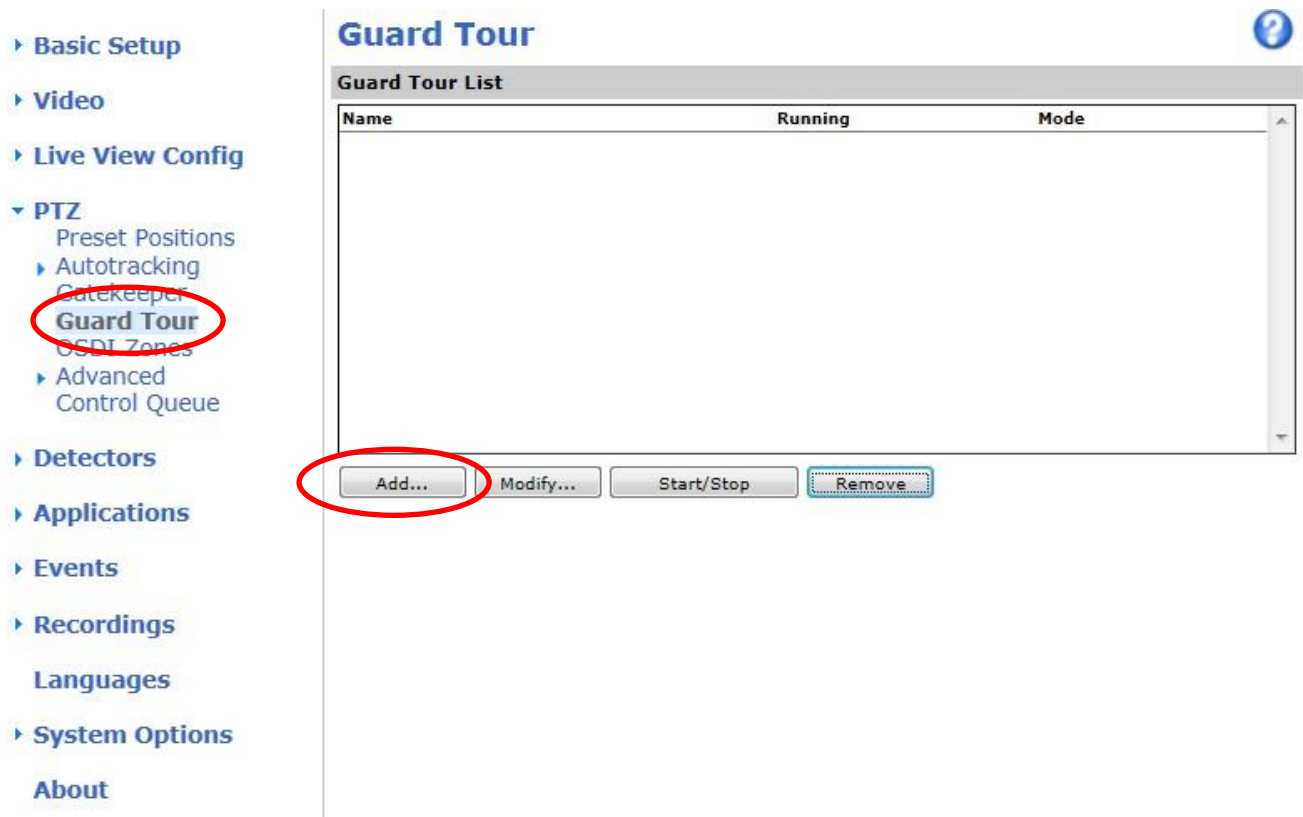 Basic Setup
Video
Live View Config
PTZ
Preset Positions
Autotracking
Gatekeeper
Guard Tour
OSDI Zones
Advanced
Control Queue
Detectors
Applications
Events
Recordings
Languages
System Options
About
Guard Tour
?
Guard Tour List
Name Running Mode
Add... Modify... Start/Stop Remove